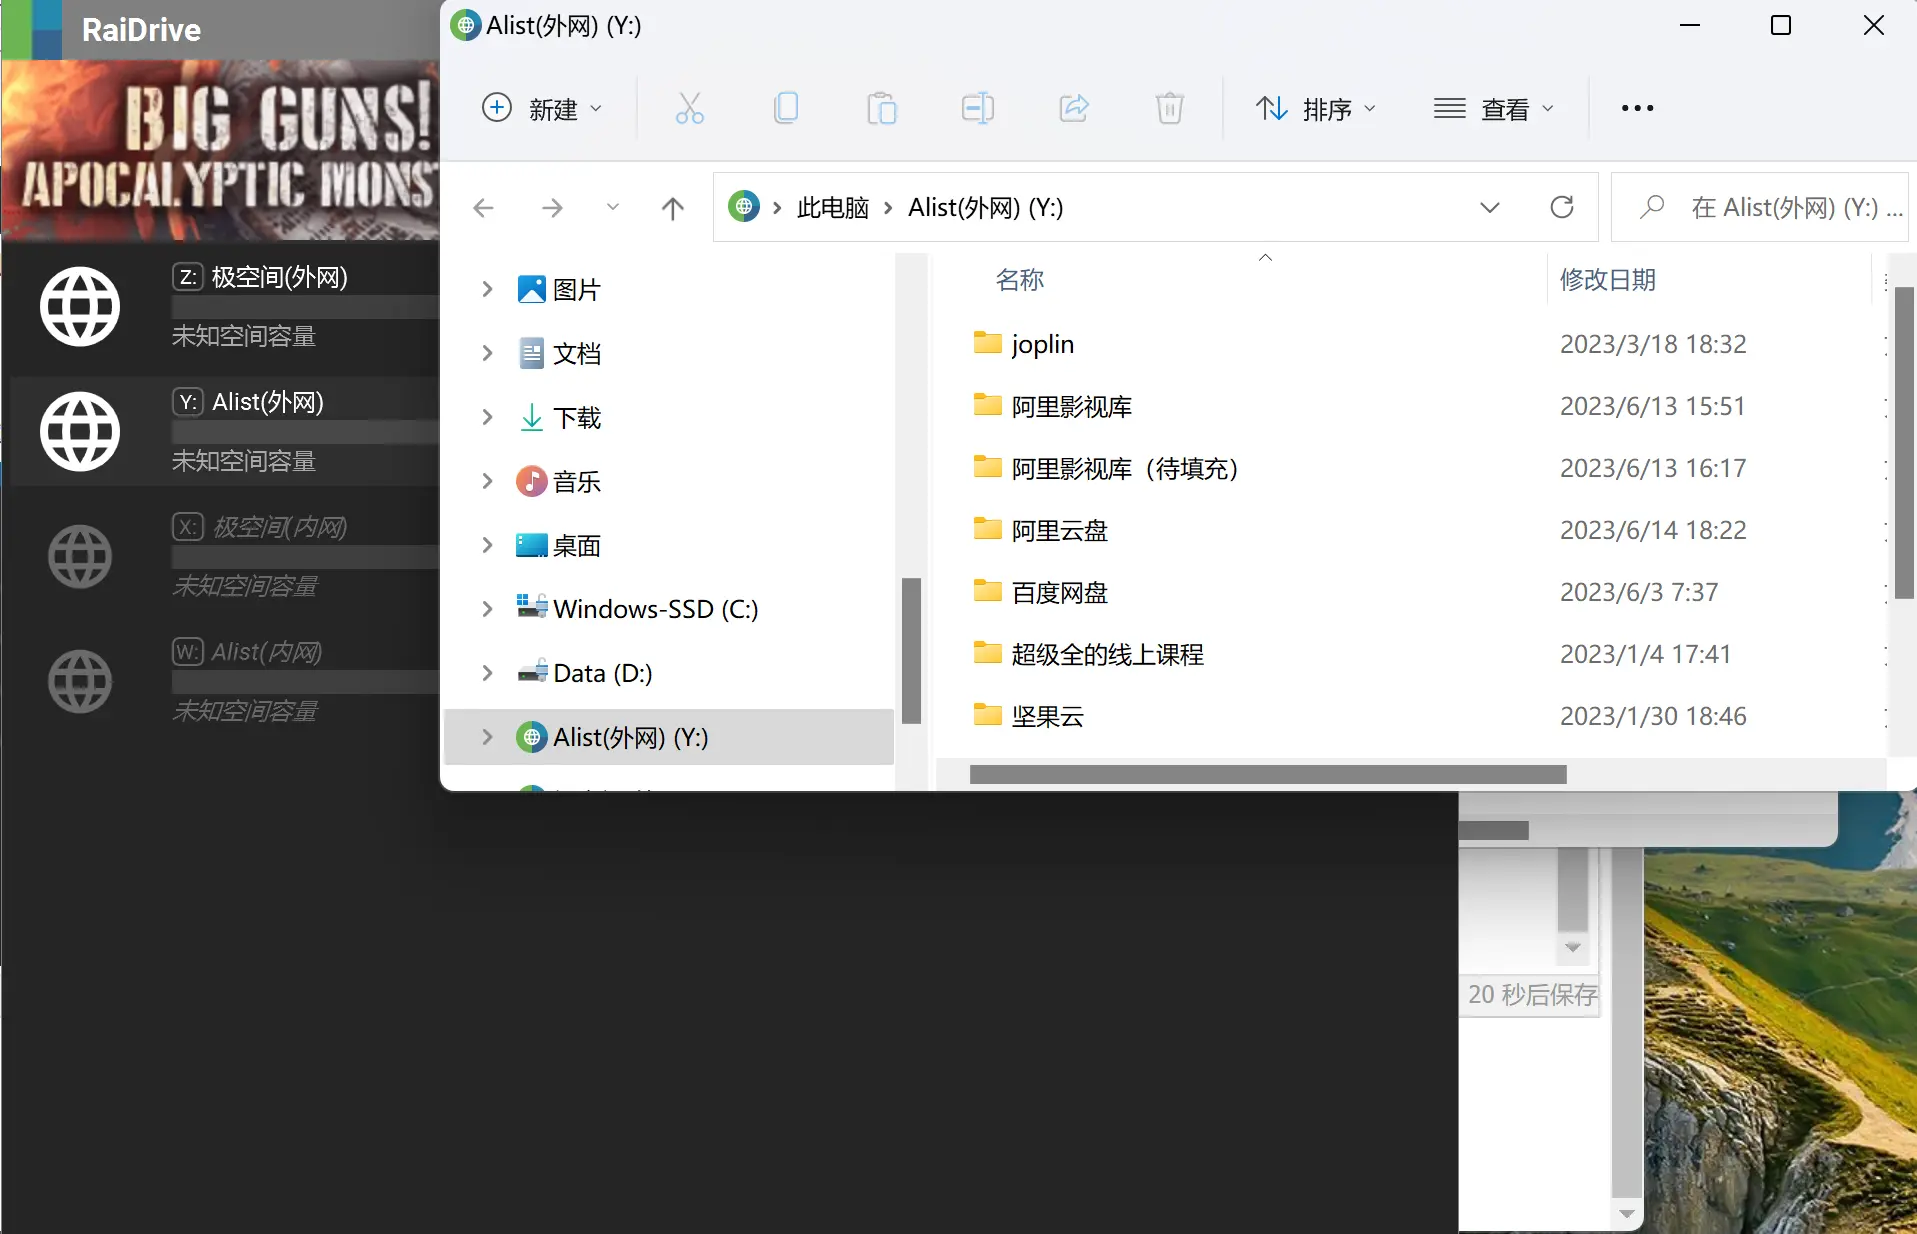 RaiDrive
BIG GUNS!
APOCALYPTIC MONS
Z: 极空间(外网)
未知空间容量
Y: Alist(外网)
未知空间容量
X: 极空间(内网)
未知空间容量
W: Alist(内网)
未知空间容量
Alist(外网) (Y:)
新建
排序
查看
此电脑
Alist(外网) (Y:)
在 Alist(外网) (Y:) ...
图片
文档
下载
音乐
桌面
Windows-SSD (C:)
Data (D:)
Alist(外网) (Y:)
名称 修改日期
joplin 2023/3/18 18:32
阿里影视库 2023/6/13 15:51
阿里影视库（待填充） 2023/6/13 16:17
阿里云盘 2023/6/14 18:22
百度网盘 2023/6/3 7:37
超级全的线上课程 2023/1/4 17:41
坚果云 2023/1/30 18:46
20 秒后保存